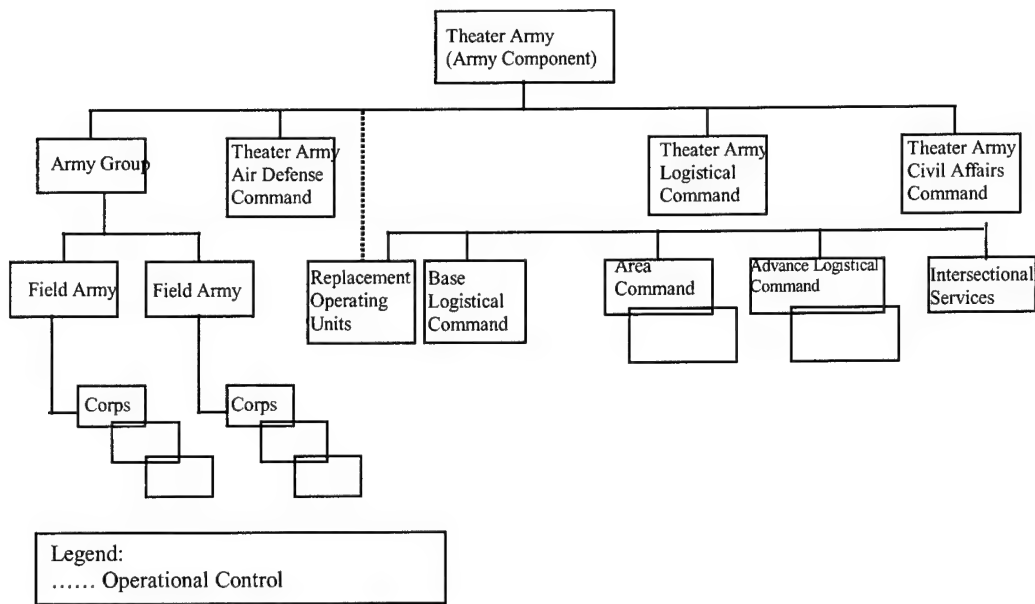 Theater Army
(Army Component)
Army Group
Theater Army
Air Defense
Command
Theater Army
Logistical
Command
Theater Army
Civil Affairs
Command
Field Army
Field Army
Replacement
Operating
Units
Base
Logistical
Command
Area
Command
Advance Logistical
Command
Intersectional
Services
Corps
Corps
Legend:
...... Operational Control